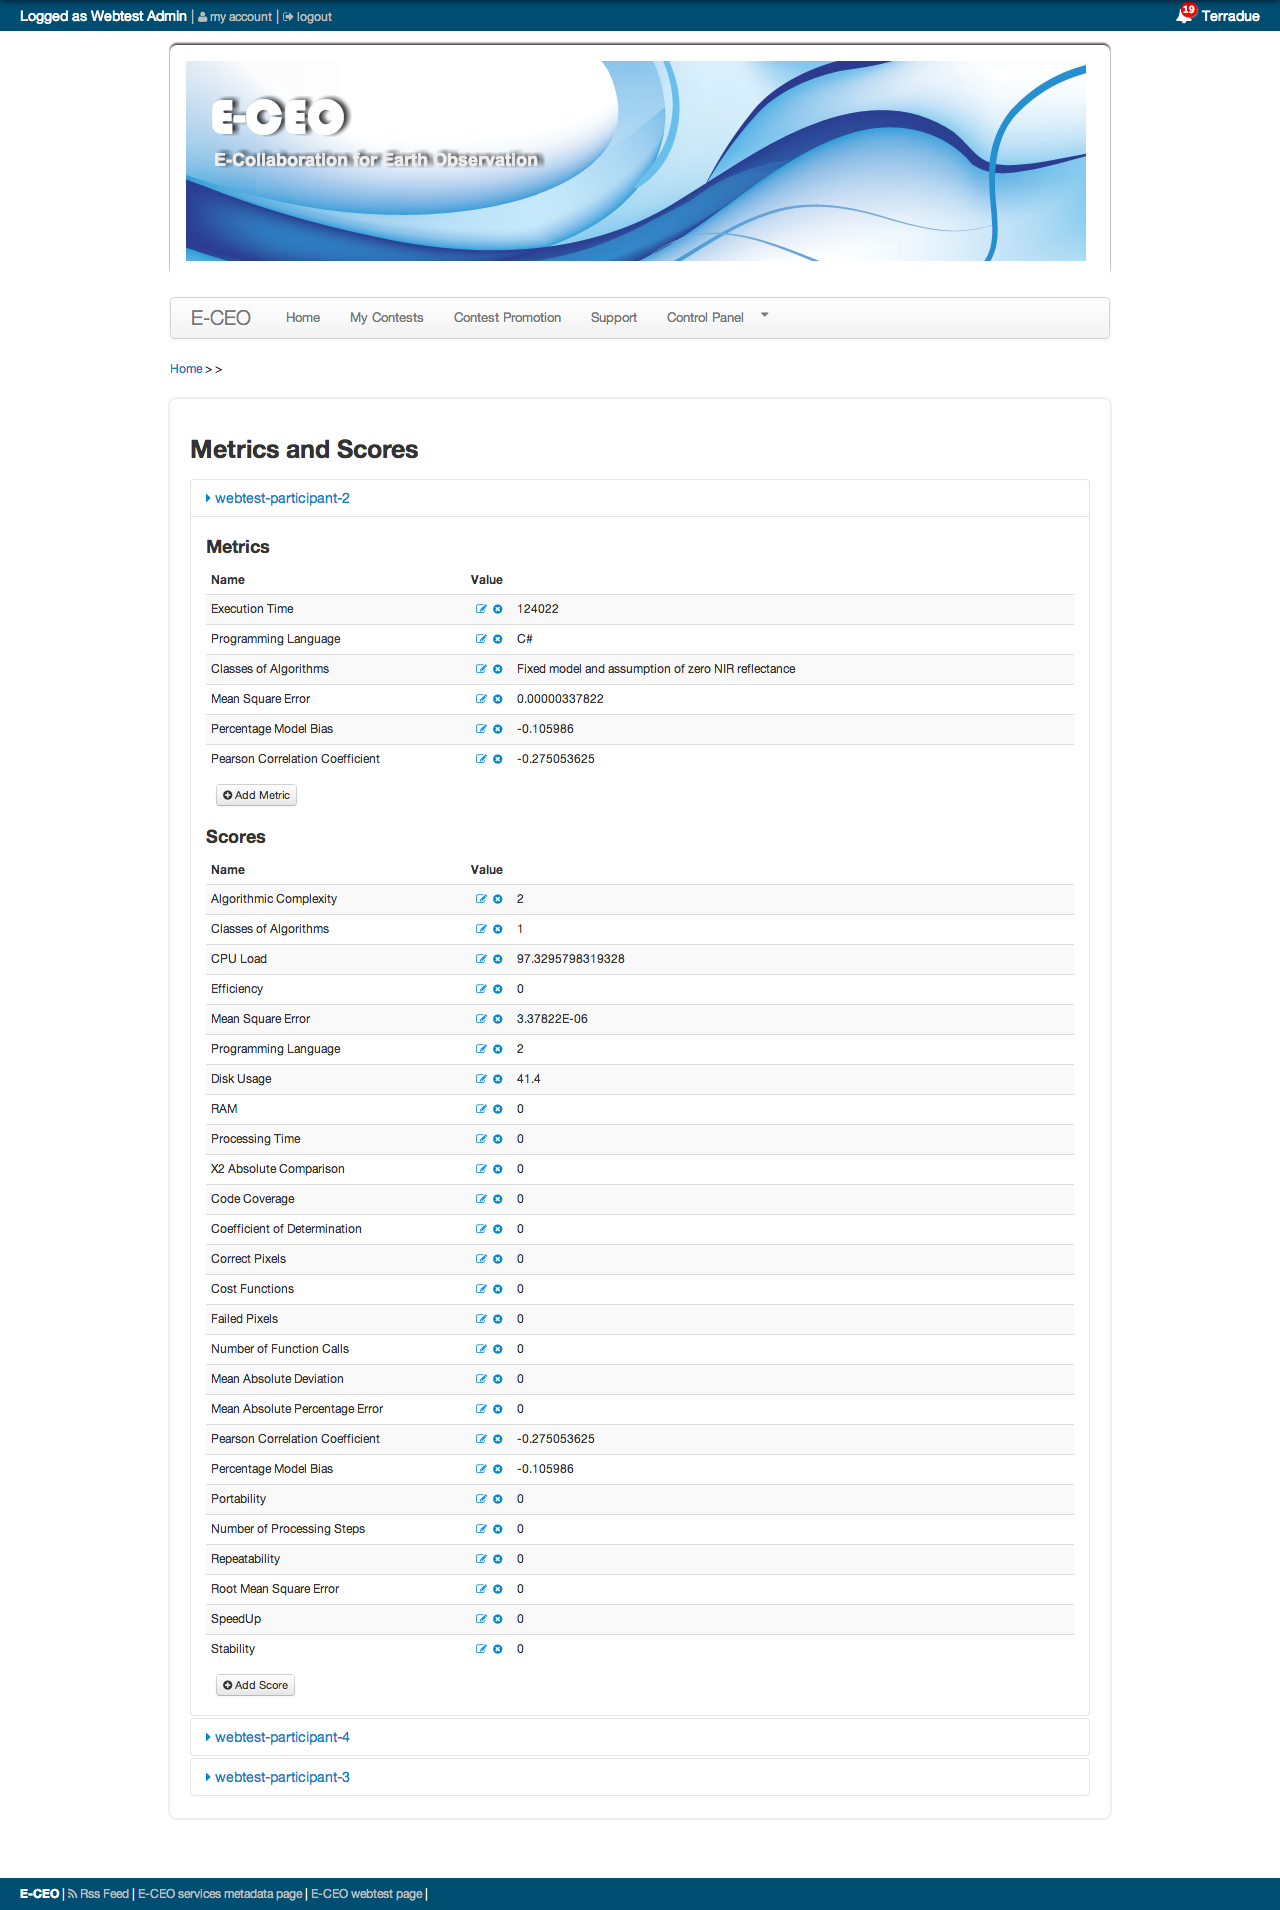 Logged as Webtest Admin | my account | logout
19 Terradue
E-CEO
E-Collaboration for Earth Observation
E-CEO Home My Contests Contest Promotion Support Control Panel
Home > >
Metrics and Scores
webtest-participant-2
Metrics
Name Value
Execution Time 124022
Programming Language C#
Classes of Algorithms Fixed model and assumption of zero NIR reflectance
Mean Square Error 0.00000337822
Percentage Model Bias -0.105986
Pearson Correlation Coefficient -0.275053625
Add Metric
Scores
Name Value
Algorithmic Complexity 2
Classes of Algorithms 1
CPU Load 97.3295798319328
Efficiency 0
Mean Square Error 3.37822E-06
Programming Language 2
Disk Usage 41.4
RAM 0
Processing Time 0
X2 Absolute Comparison 0
Code Coverage 0
Coefficient of Determination 0
Correct Pixels 0
Cost Functions 0
Failed Pixels 0
Number of Function Calls 0
Mean Absolute Deviation 0
Mean Absolute Percentage Error 0
Pearson Correlation Coefficient -0.275053625
Percentage Model Bias -0.105986
Portability 0
Number of Processing Steps 0
Repeatability 0
Root Mean Square Error 0
SpeedUp 0
Stability 0
Add Score
webtest-participant-4
webtest-participant-3
E-CEO | Rss Feed | E-CEO services metadata page | E-CEO webtest page |